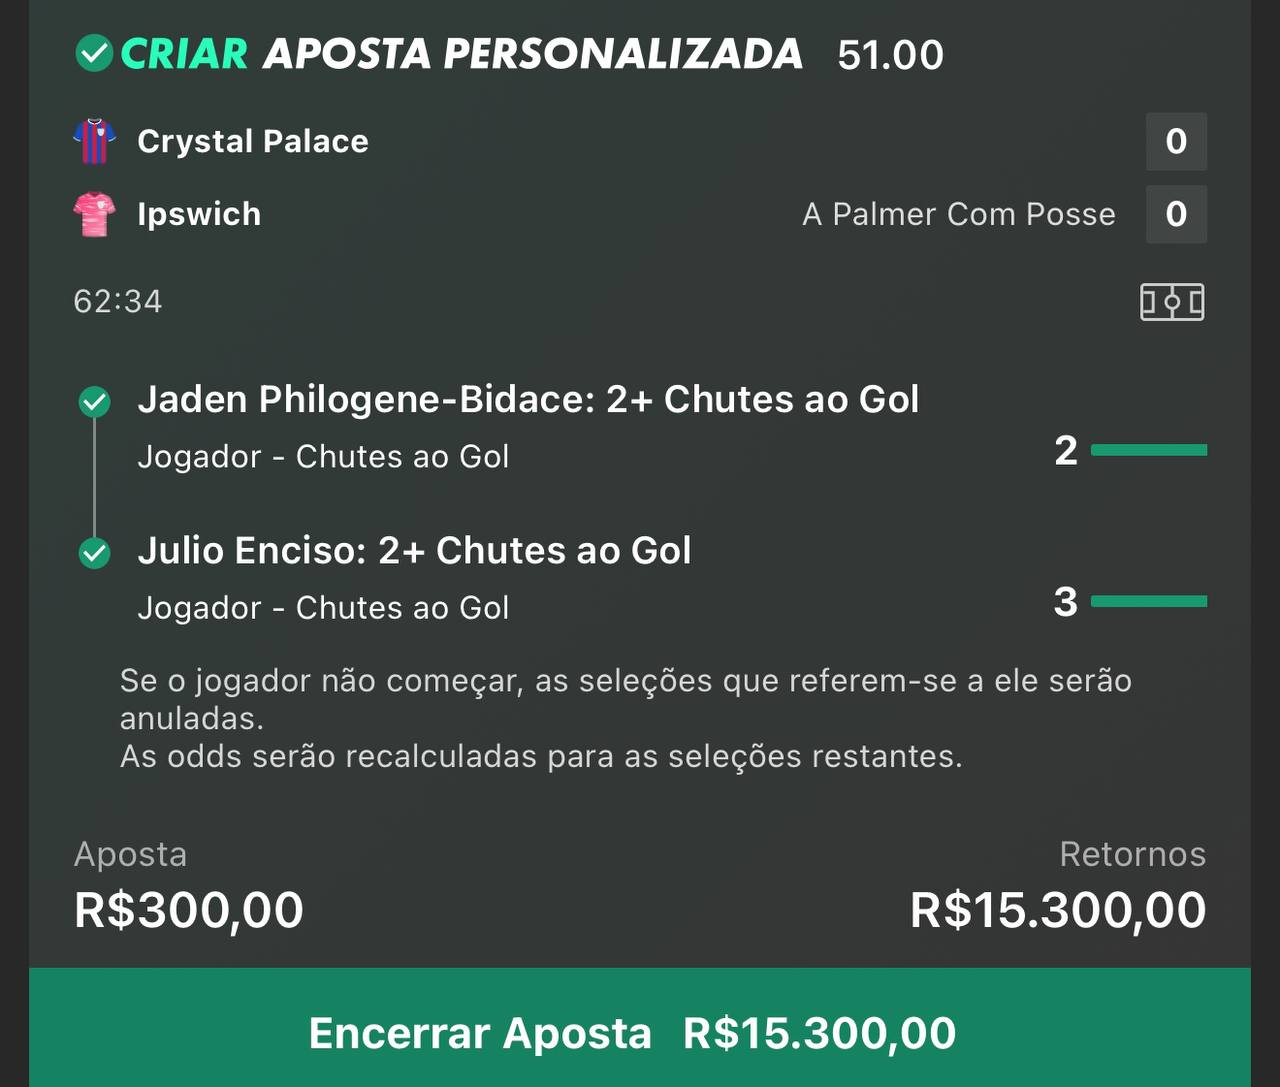 CRIAR APOSTA PERSONALIZADA 51.00
Crystal Palace 0
Ipswich A Palmer Com Posse 0
62:34
Jaden Philogene-Bidace: 2+ Chutes ao Gol
Jogador - Chutes ao Gol 2
Julio Enciso: 2+ Chutes ao Gol
Jogador - Chutes ao Gol 3
Se o jogador não começar, as seleções que referem-se a ele serão
anuladas.
As odds serão recalculadas para as seleções restantes.
Aposta Retornos
R$300,00 R$15.300,00
Encerrar Aposta R$15.300,00